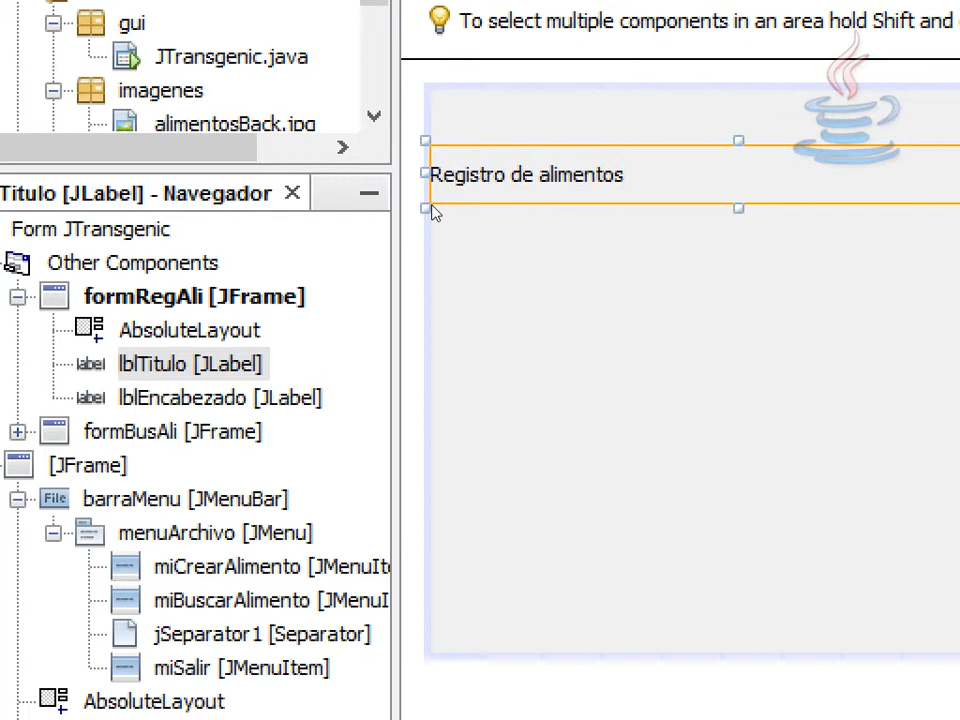 gui
JTransgenic.java
imagenes
alimentosBack.jpg
Titulo [JLabel] - Navegador
Form JTransgenic
Other Components
formRegAli [JFrame]
AbsoluteLayout
label lblTitulo [JLabel]
label lblEncabezado [JLabel]
formBusAli [JFrame]
[JFrame]
File barraMenu [JMenuBar]
menuArchivo [JMenu]
miCrearAlimento [JMenuIte
miBuscarAlimento [JMenuI
jSeparator1 [Separator]
miSalir [JMenuItem]
AbsoluteLayout
To select multiple components in an area hold Shift and
Registro de alimentos